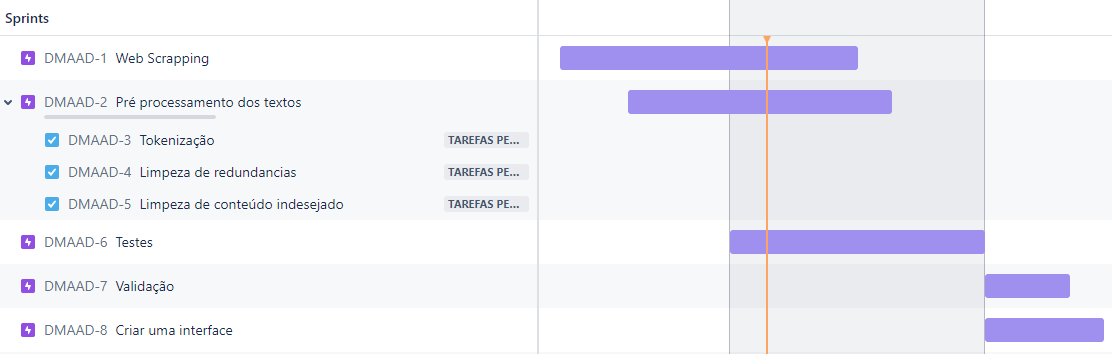 Sprints
DMAAD-1 Web Scrapping
DMAAD-2 Pré processamento dos textos
DMAAD-3 Tokenização TAREFAS PE...
DMAAD-4 Limpeza de redundancias TAREFAS PE...
DMAAD-5 Limpeza de conteúdo indesejado TAREFAS PE...
DMAAD-6 Testes
DMAAD-7 Validação
DMAAD-8 Criar uma interface